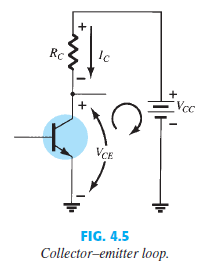 +
R_C
I_C
−
+
+
V_CC
−
V_CE
−
FIG. 4.5
Collector–emitter loop.